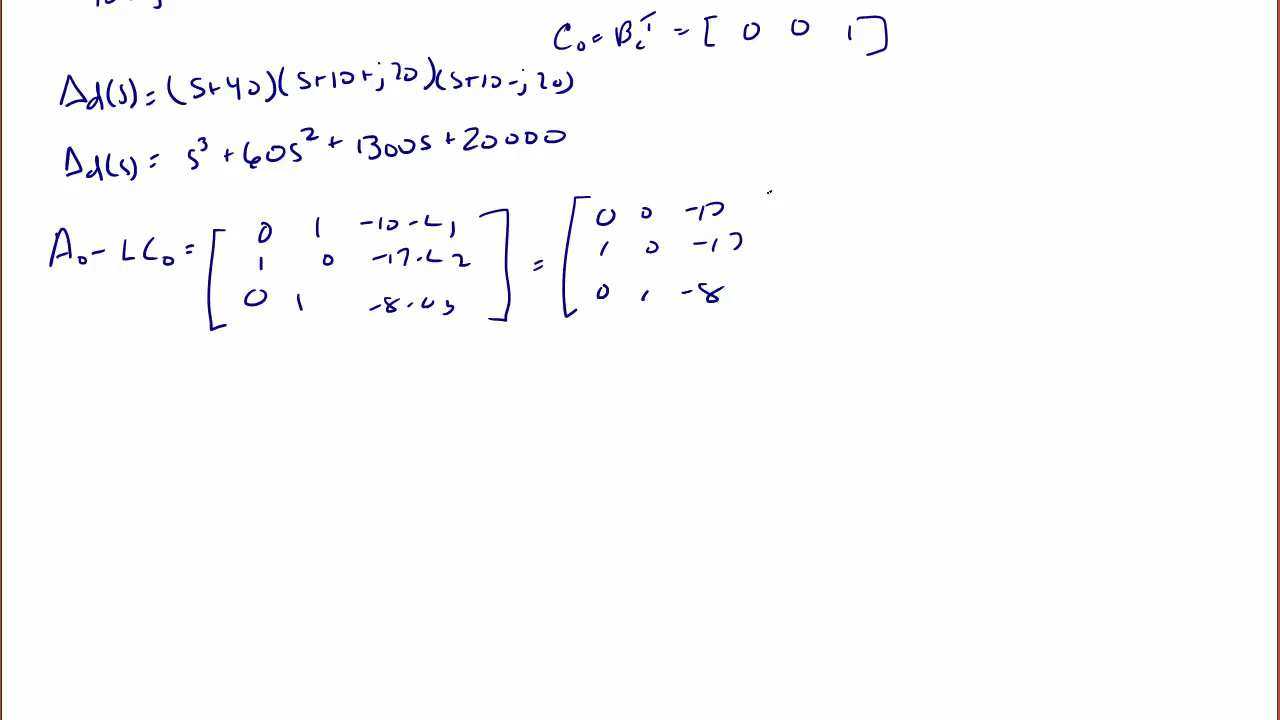 C₀ = B_c^T = [ 0 0 1 ]
Δd(s) = (s+40)(s+10+j20)(s+10-j20)
Δd(s) = s³ + 60s² + 1300s + 20000
A₀ - LC₀ = [ 0 1 -10-L1 ] = [ 0 0 -10
1 0 -17-L2 1 0 -17
0 1 -8-L3 0 1 -8